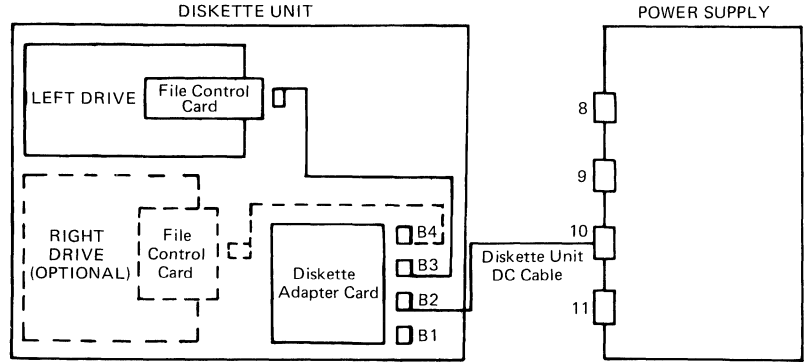 DISKETTE UNIT
POWER SUPPLY
LEFT DRIVE
File Control
Card
8
9
10
11
RIGHT
DRIVE
(OPTIONAL)
File
Control
Card
Diskette
Adapter Card
B4
B3
B2
B1
Diskette Unit
DC Cable